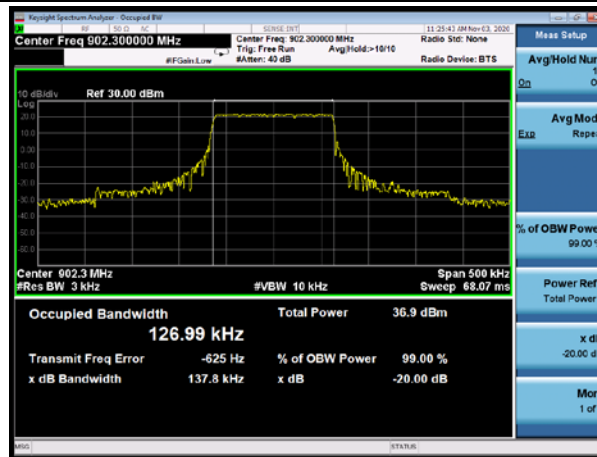 Keysight Spectrum Analyzer - Occupied BW
RF 50 Ω AC SENSE:INT 11:25:43 AM Nov 03, 2020
Center Freq 902.300000 MHz
Center Freq: 902.300000 MHz Radio Std: None
Trig: Free Run Avg|Hold:>10/10
#IFGain:Low #Atten: 40 dB Radio Device: BTS
10 dB/div Ref 30.00 dBm
Log
20.0
10.0
0.00
-10.0
-20.0
-30.0
-40.0
-50.0
-60.0
Center 902.3 MHz Span 500 kHz
#Res BW 3 kHz #VBW 10 kHz Sweep 68.07 ms
Occupied Bandwidth Total Power 36.9 dBm
126.99 kHz
Transmit Freq Error -625 Hz % of OBW Power 99.00 %
x dB Bandwidth 137.8 kHz x dB -20.00 dB
MSG STATUS
Meas Setup
Avg/Hold Num
1
On O
Avg Mod
Exp Repe
% of OBW Powe
99.00 %
Power Ref
Total Power
x d
-20.00 d
Mor
1 of